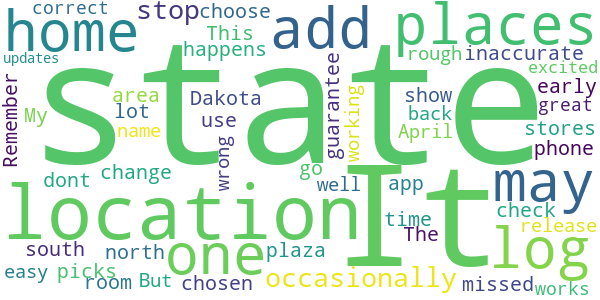 correct stop choose add places
home This happens rough inaccurate
updates excited
state
Remember area Dakota show guarantee working early
My lot use back April great
name stores
wrong phone
dont change go well app may
location one It check
time log
south north plaza The release
easy picks room But chosen occasionally missed works